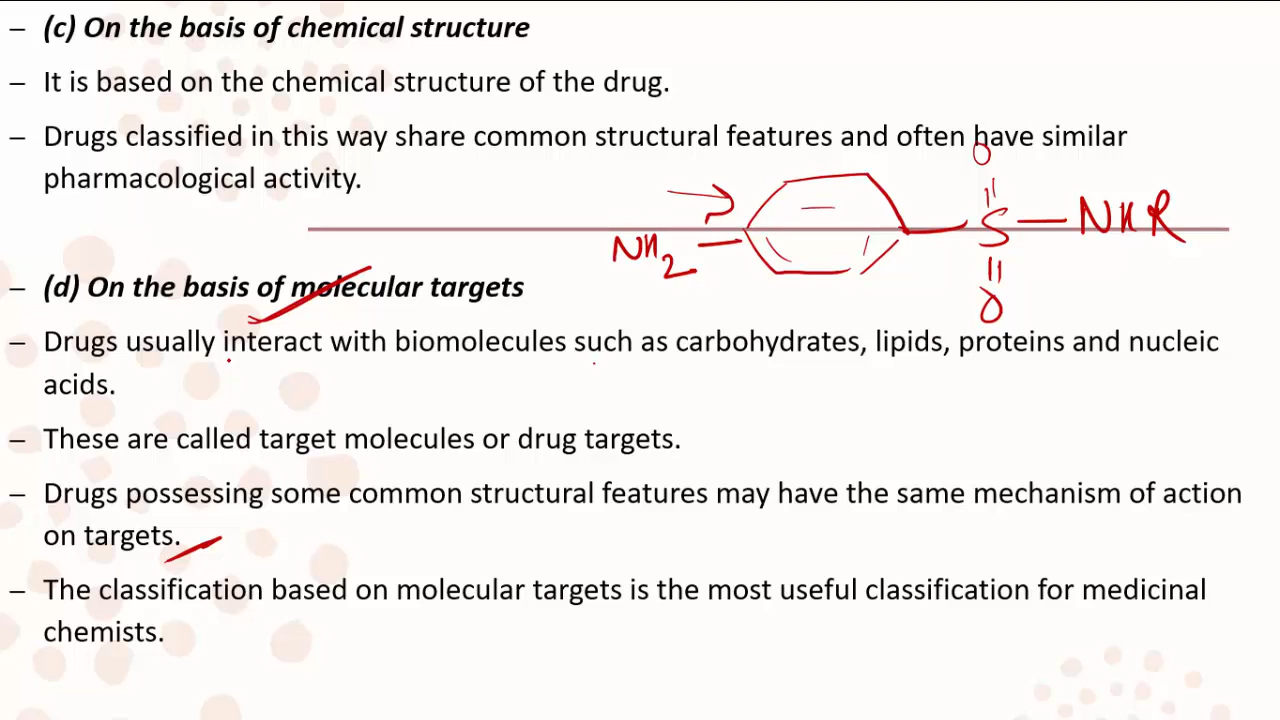 – (c) On the basis of chemical structure
– It is based on the chemical structure of the drug.
– Drugs classified in this way share common structural features and often have similar
pharmacological activity.
O
S — NHR
NH2
O
– (d) On the basis of molecular targets
– Drugs usually interact with biomolecules such as carbohydrates, lipids, proteins and nucleic
acids.
– These are called target molecules or drug targets.
– Drugs possessing some common structural features may have the same mechanism of action
on targets.
– The classification based on molecular targets is the most useful classification for medicinal
chemists.